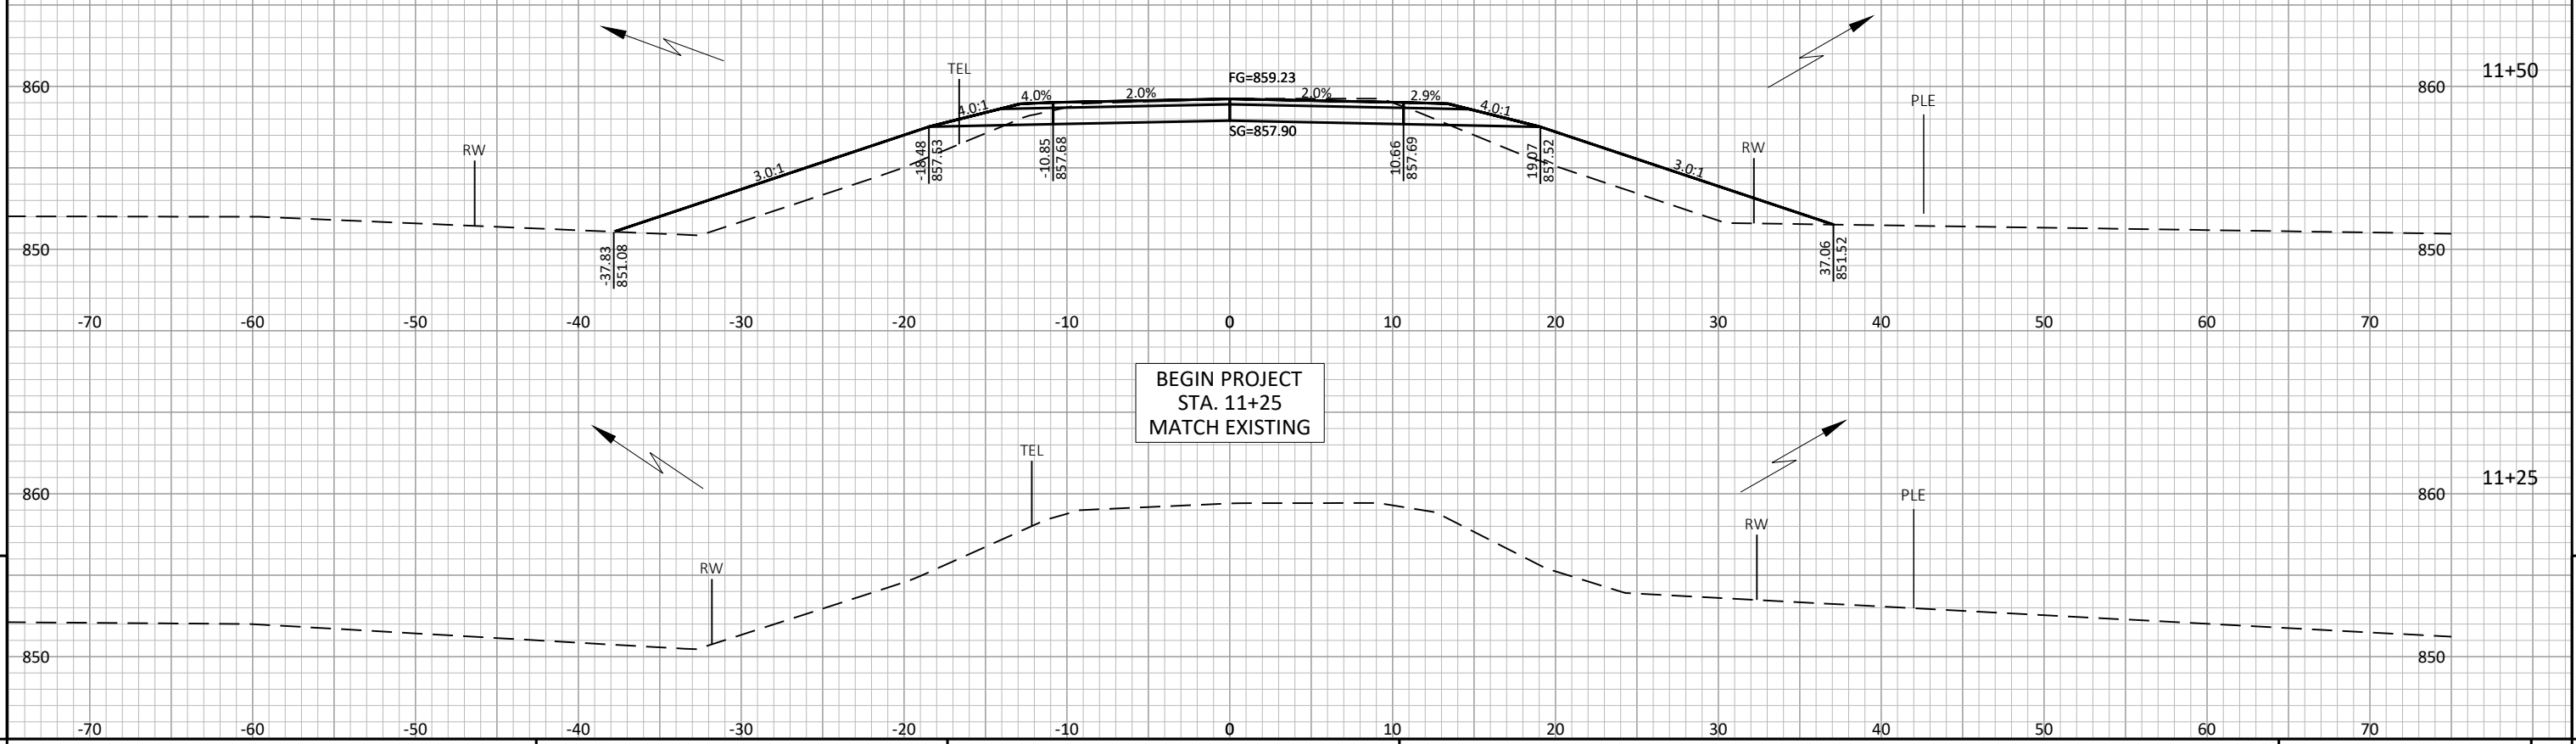 11+50
TEL
FG=859.23
860
860
4.0:1
4.0%
2.0%
2.0%
2.9%
4.0:1
PLE
SG=857.90
RW
RW
3.0:1
3.0:1
-18.48
857.53
-10.85
857.68
10.66
857.69
19.07
857.52
850
850
-37.83
851.08
37.06
851.52
-70 -60 -50 -40 -30 -20 -10 0 10 20 30 40 50 60 70
BEGIN PROJECT
STA. 11+25
MATCH EXISTING
TEL
11+25
860
860
PLE
RW
RW
850
850
-70 -60 -50 -40 -30 -20 -10 0 10 20 30 40 50 60 70